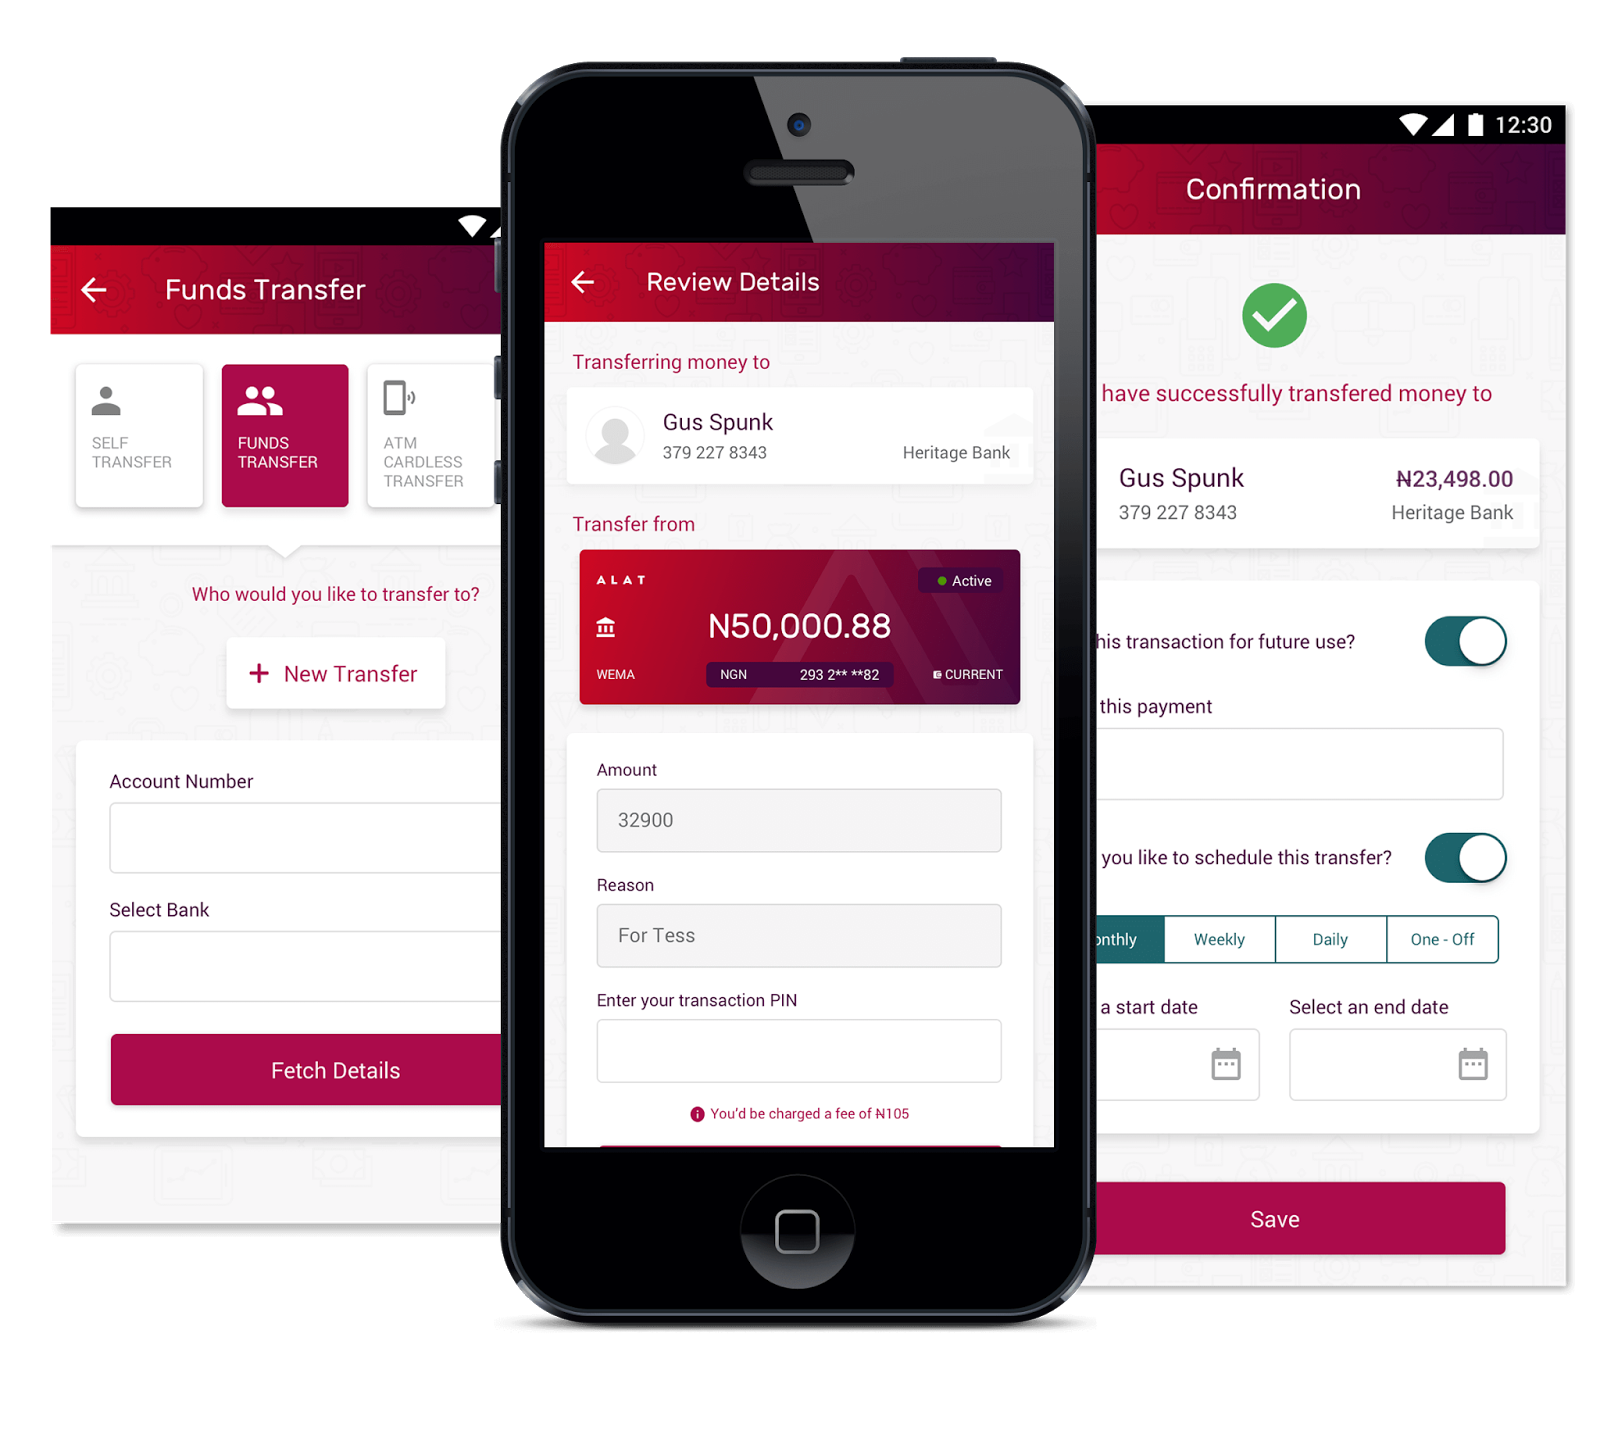 Funds Transfer
SELF
TRANSFER
FUNDS
TRANSFER
ATM
CARDLESS
TRANSFER
Who would you like to transfer to?
+ New Transfer
Account Number
Select Bank
Fetch Details
Review Details
Transferring money to
Gus Spunk
379 227 8343
Heritage Bank
Transfer from
ALAT
Active
N50,000.88
WEMA
NGN 293 2** **82
CURRENT
Amount
32900
Reason
For Tess
Enter your transaction PIN
You'd be charged a fee of ₦105
12:30
Confirmation
have successfully transfered money to
Gus Spunk
₦23,498.00
379 227 8343
Heritage Bank
his transaction for future use?
this payment
you like to schedule this transfer?
onthly
Weekly
Daily
One - Off
a start date
Select an end date
Save